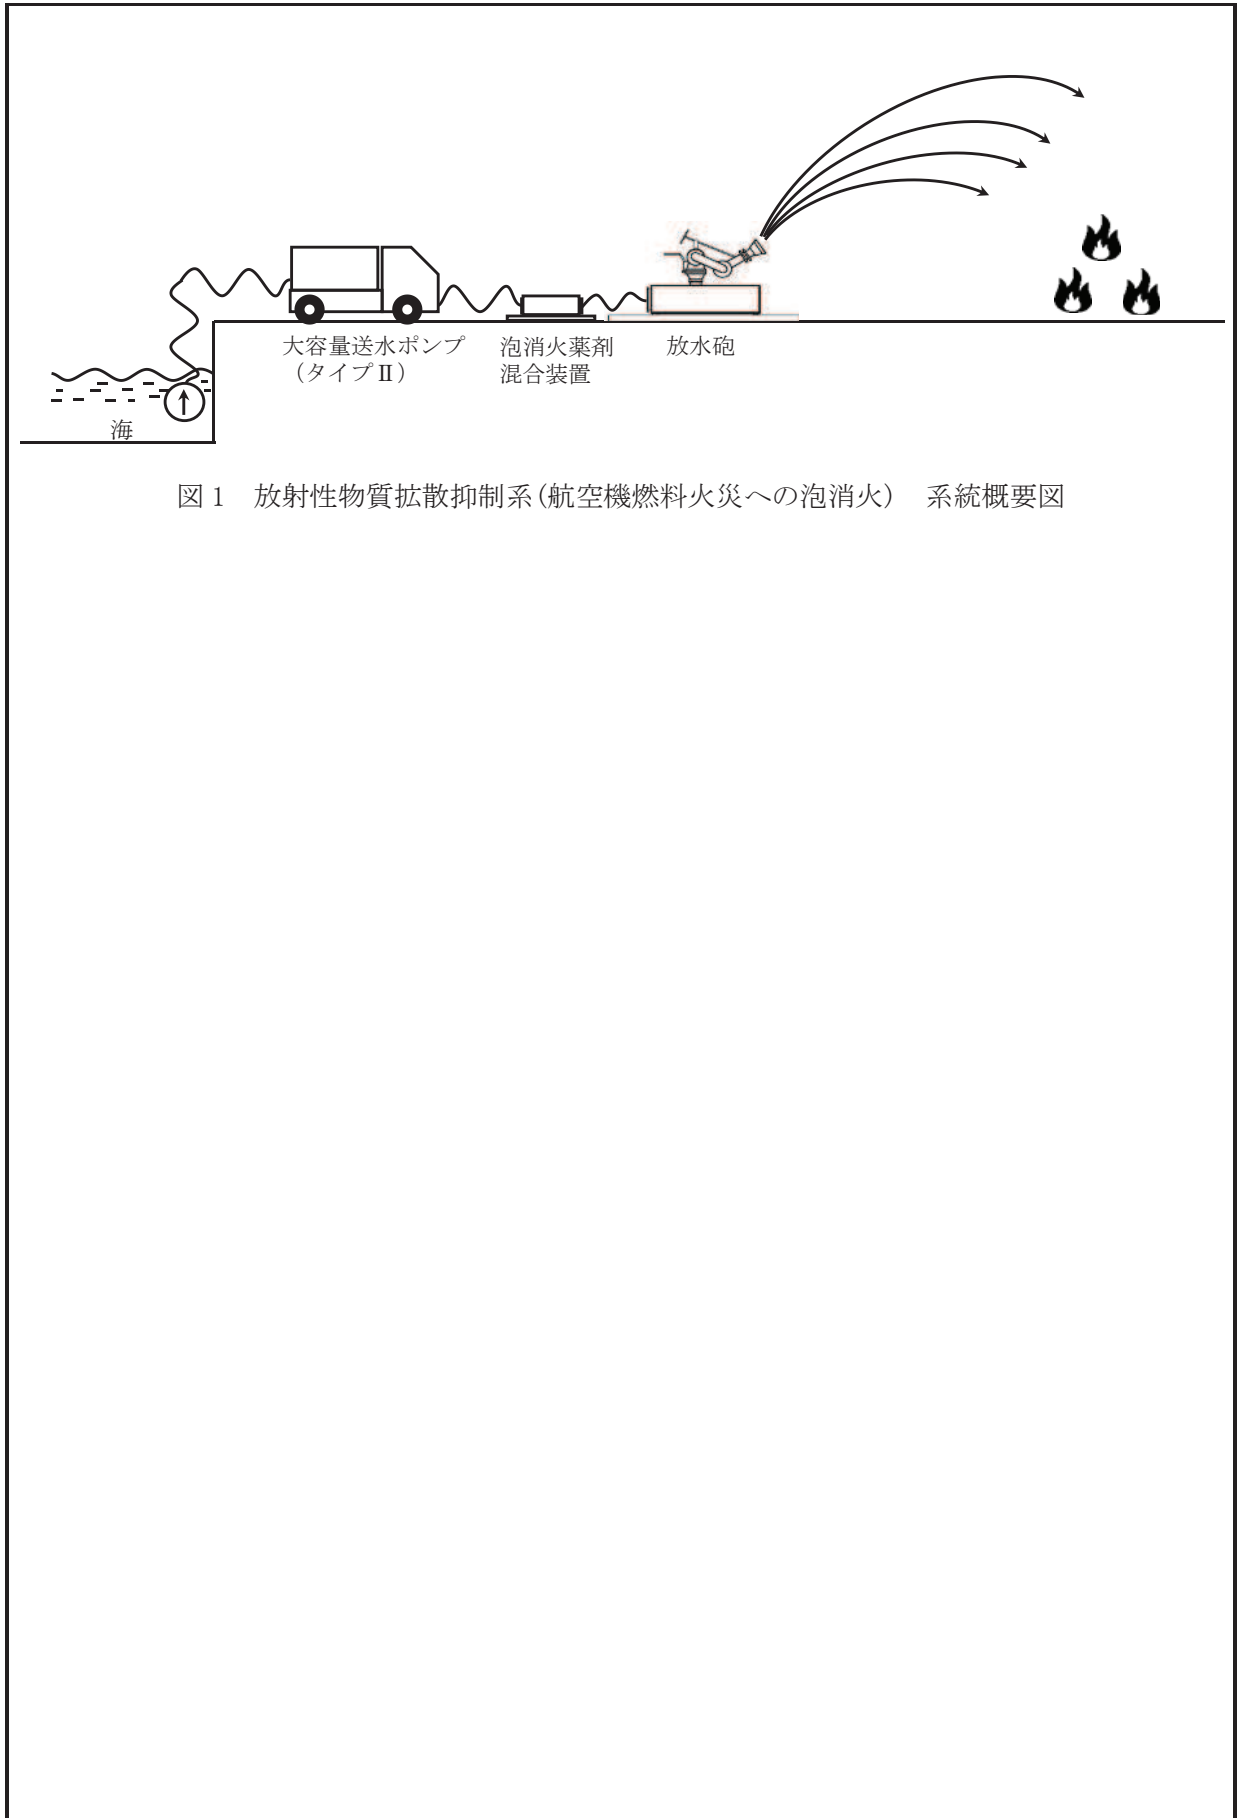 大容量送水ポンプ
（タイプⅡ）
泡消火薬剤
混合装置
放水砲
海
図１　放射性物質拡散抑制系(航空機燃料火災への泡消火)　系統概要図